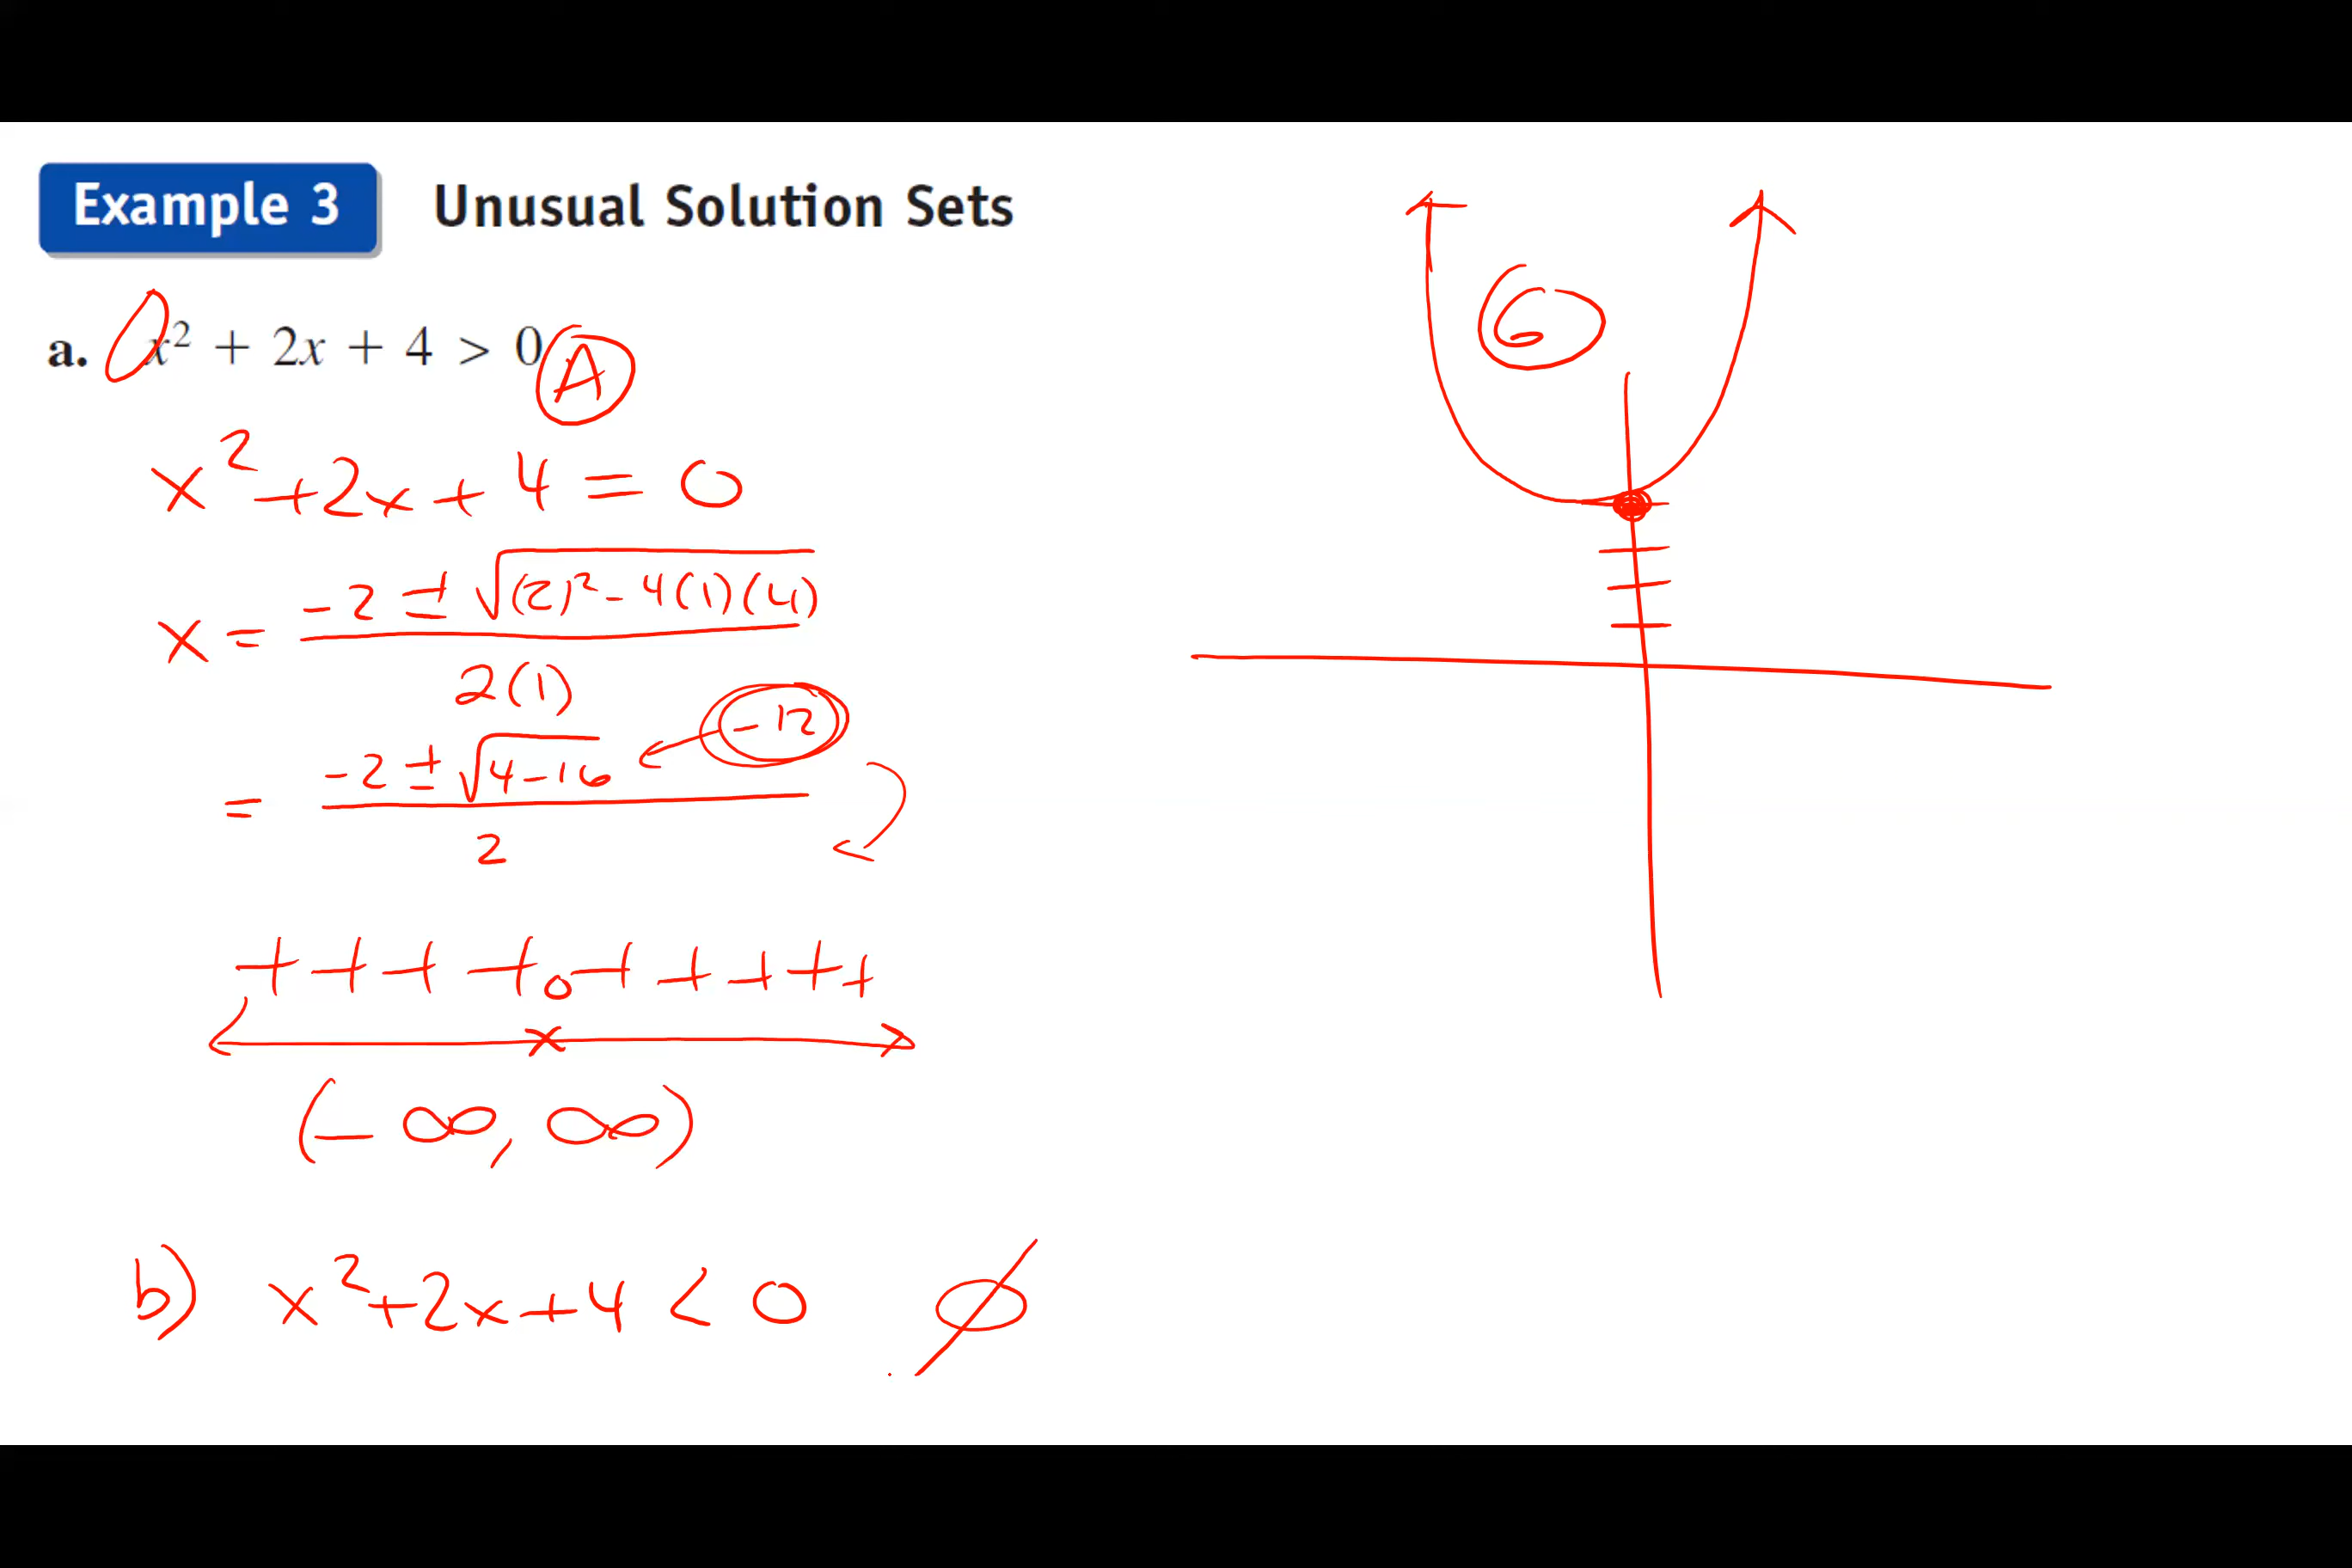 Example 3 Unusual Solution Sets
a. x² + 2x + 4 > 0 A
x² + 2x + 4 = 0
x = (-2 ± √((2)² - 4(1)(4))) / 2(1)
-12
= (-2 ± √(4 - 16)) / 2
+ + + + 0 + + + + +
(-∞, ∞)
b) x² + 2x + 4 < 0 ∅